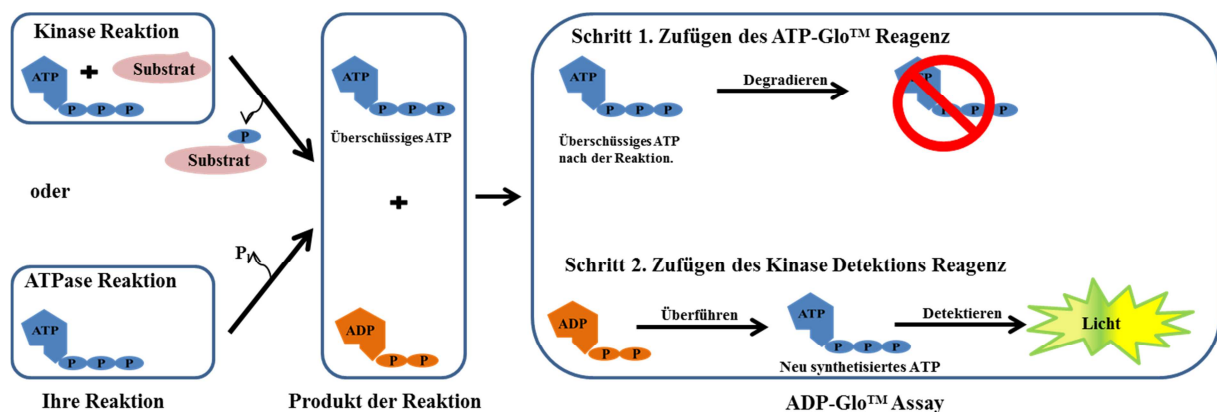 Kinase Reaktion
ATP
+
Substrat
P P P
P
Substrat
oder
Pi
ATPase Reaktion
ATP
P P P
Ihre Reaktion
ATP
P P P
Überschüssiges ATP
+
ADP
P P
Produkt der Reaktion
Schritt 1. Zufügen des ATP-Glo™ Reagenz
ATP
P P P
Degradieren
ATP
P P P
Überschüssiges ATP
nach der Reaktion.
Schritt 2. Zufügen des Kinase Detektions Reagenz
ADP
P P
Überführen
ATP
P P P
Neu synthetisiertes ATP
Detektieren
Licht
ADP-Glo™ Assay